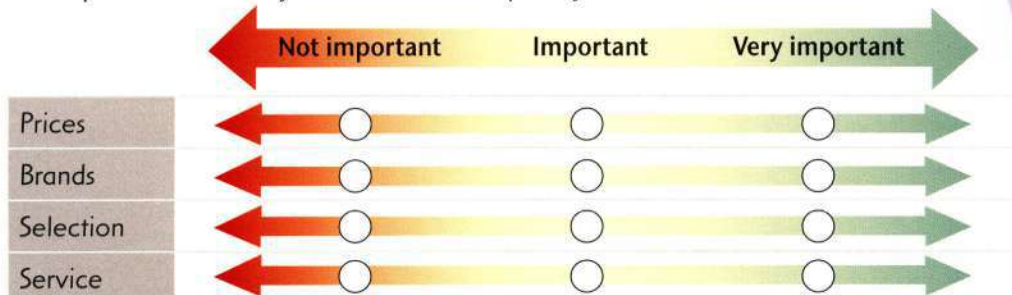 Not important Important Very important
Prices
Brands
Selection
Service